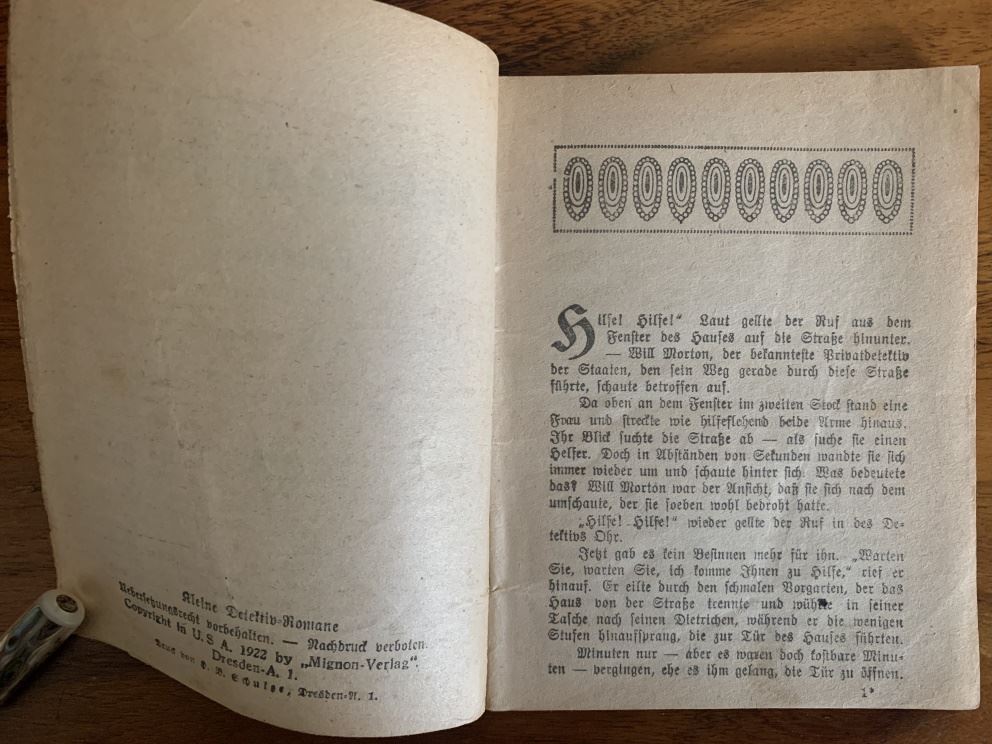 Kleine Detektiv-Romane
Uebersetzungsrecht vorbehalten. — Nachdruck verboten.
Copyright in U. S A. 1922 by „Mignon-Verlag".
Dresden-A. 1.
Druck von P. B. Schulze, Dresden-A. 1.
Hilfe! Hilfe!" Laut gellte der Ruf aus dem
Fenster des Hauses auf die Straße hinunter.
— Will Morton, der bekannteste Privatdetektiv
der Staaten, den sein Weg gerade durch diese Straße
führte, schaute betroffen auf.
Da oben an dem Fenster im zweiten Stock stand eine
Frau und streckte wie hilfeflehend beide Arme hinaus.
Ihr Blick suchte die Straße ab — als suche sie einen
Helfer. Doch in Abständen von Sekunden wandte sie sich
immer wieder um und schaute hinter sich. Was bedeutete
das? Will Morton war der Ansicht, daß sie sich nach dem
umschaute, der sie soeben wohl bedroht hatte.
„Hilfe! Hilfe!" wieder gellte der Ruf in des De-
tektivs Ohr.
Jetzt gab es kein Besinnen mehr für ihn. „Warten
Sie, warten Sie, ich komme Ihnen zu Hilfe," rief er
hinauf. Er eilte durch den schmalen Vorgarten, der das
Haus von der Straße trennte und wühlte in seiner
Tasche nach seinen Dietrichen, während er die wenigen
Stufen hinaufsprang, die zur Tür des Hauses führten.
Minuten nur — aber es waren doch kostbare Minu-
ten — vergingen, ehe es ihm gelang, die Tür zu öffnen.
1*